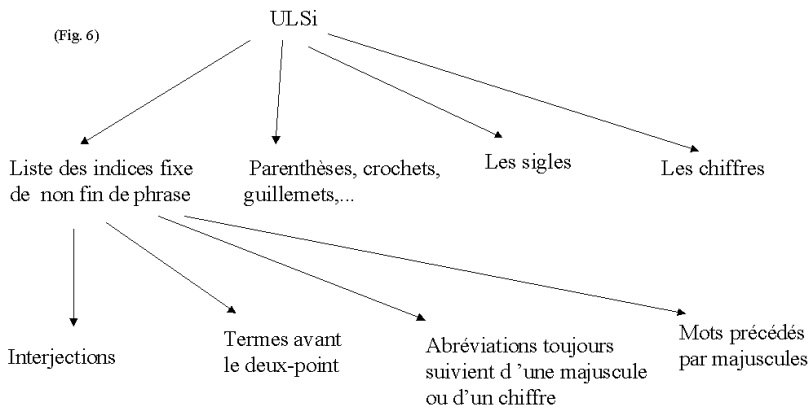 ULSi
(Fig. 6)
Liste des indices fixe
de non fin de phrase
Parenthèses, crochets,
guillemets,...
Les sigles
Les chiffres
Interjections
Termes avant
le deux-point
Abréviations toujours
suivient d ’une majuscule
ou d’un chiffre
Mots précédés
par majuscules